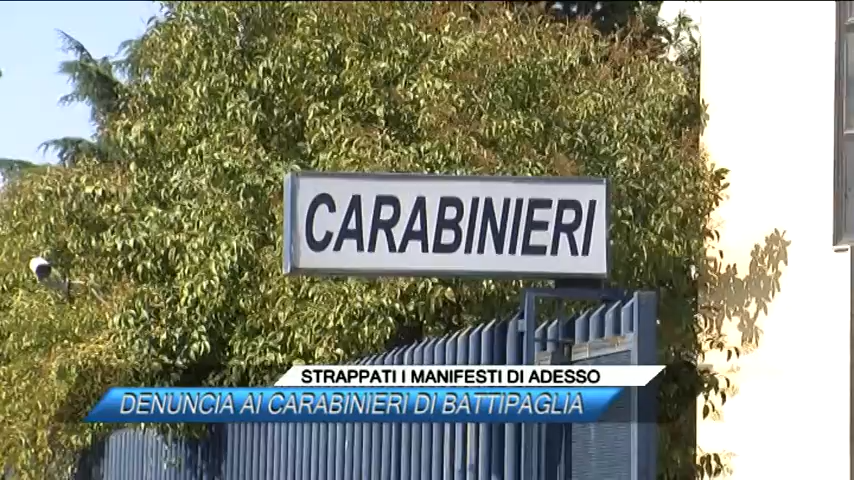 CARABINIERI
STRAPPATI I MANIFESTI DI ADESSO
DENUNCIA AI CARABINIERI DI BATTIPAGLIA